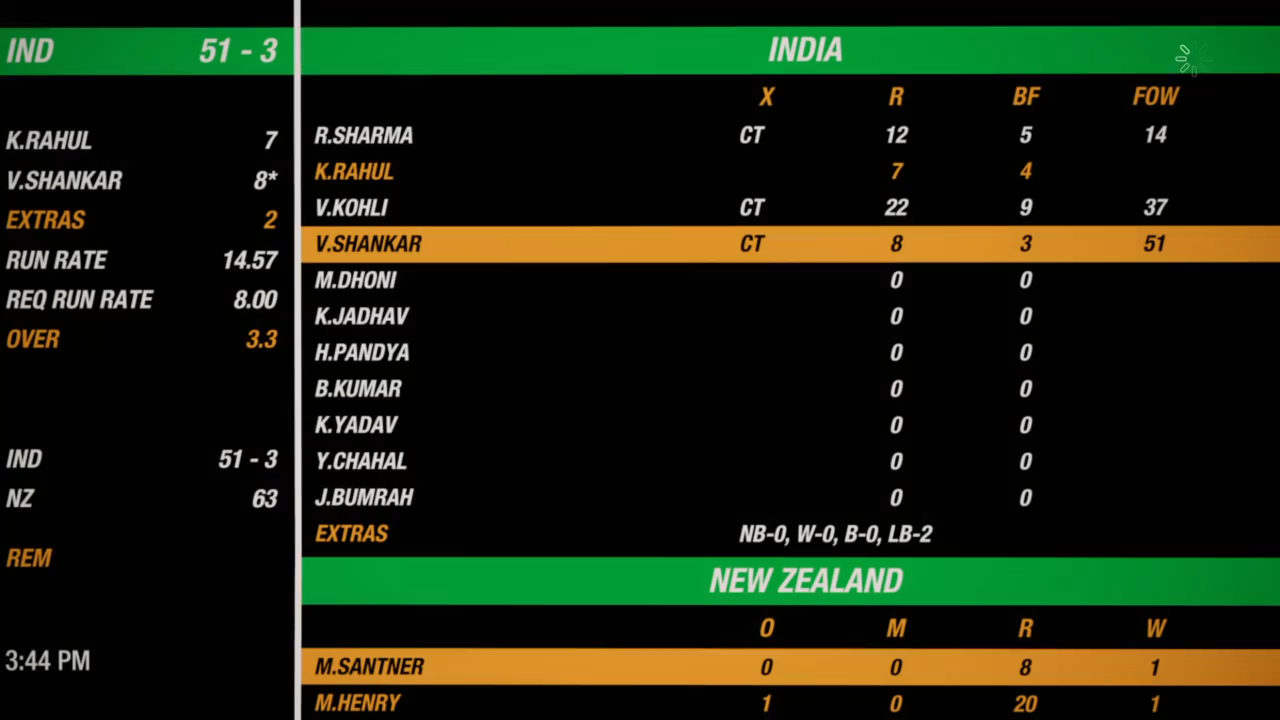 IND 51 - 3
K.RAHUL 7
V.SHANKAR 8*
EXTRAS 2
RUN RATE 14.57
REQ RUN RATE 8.00
OVER 3.3
IND 51 - 3
NZ 63
REM
3:44 PM
INDIA
X R BF FOW
R.SHARMA CT 12 5 14
K.RAHUL 7 4
V.KOHLI CT 22 9 37
V.SHANKAR CT 8 3 51
M.DHONI 0 0
K.JADHAV 0 0
H.PANDYA 0 0
B.KUMAR 0 0
K.YADAV 0 0
Y.CHAHAL 0 0
J.BUMRAH 0 0
EXTRAS NB-0, W-0, B-0, LB-2
NEW ZEALAND
O M R W
M.SANTNER 0 0 8 1
M.HENRY 1 0 20 1